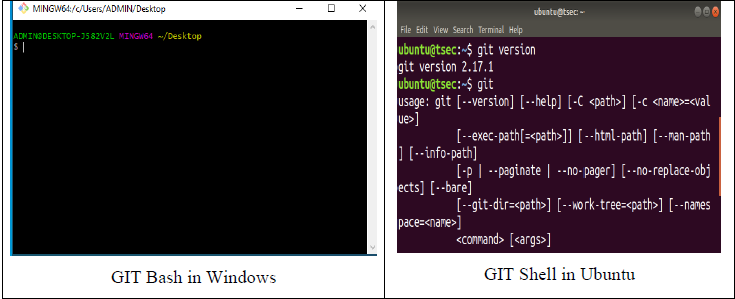 MINGW64:/c/Users/ADMIN/Desktop
ADMIN@DESKTOP-J582V2L MINGW64 ~/Desktop
$
GIT Bash in Windows
ubuntu@tsec: ~
File Edit View Search Terminal Help
ubuntu@tsec:~$ git version
git version 2.17.1
ubuntu@tsec:~$ git
usage: git [--version] [--help] [-C <path>] [-c <name>=<val
ue>]
[--exec-path[=<path>]] [--html-path] [--man-path
] [--info-path]
[-p | --paginate | --no-pager] [--no-replace-obj
ects] [--bare]
[--git-dir=<path>] [--work-tree=<path>] [--names
pace=<name>]
<command> [<args>]
GIT Shell in Ubuntu